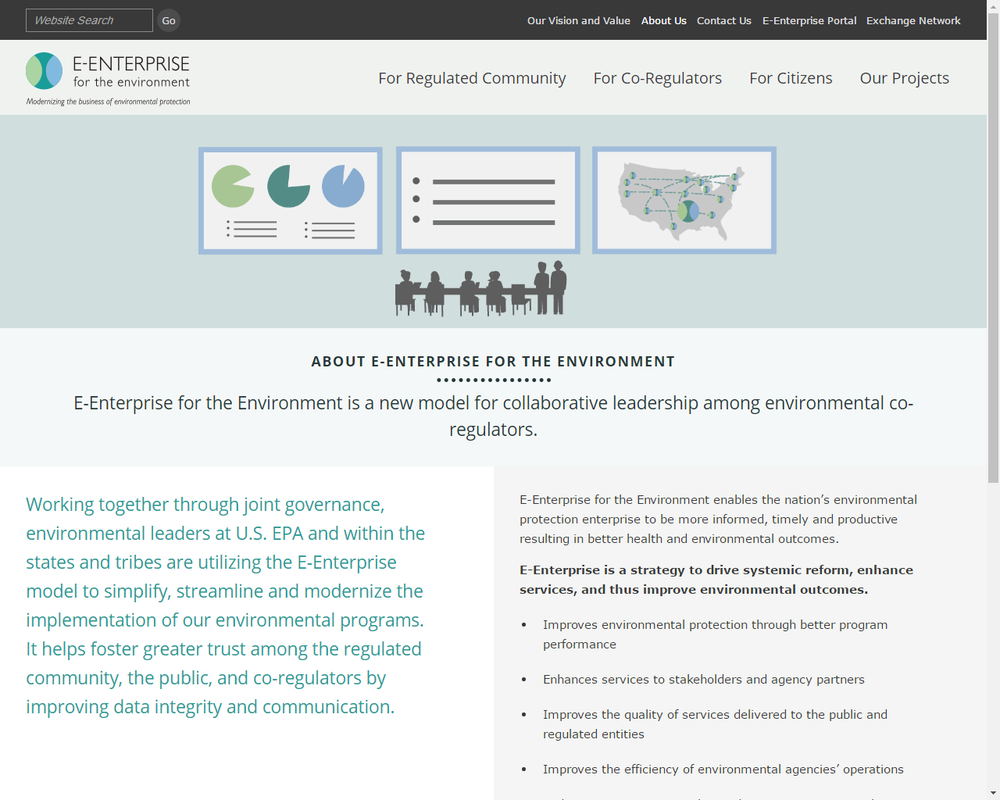 Website Search
Go
Our Vision and Value
About Us
Contact Us
E-Enterprise Portal
Exchange Network
E-ENTERPRISE
for the environment
Modernizing the business of environmental protection
For Regulated Community
For Co-Regulators
For Citizens
Our Projects
ABOUT E-ENTERPRISE FOR THE ENVIRONMENT
E-Enterprise for the Environment is a new model for collaborative leadership among environmental co-
regulators.
Working together through joint governance,
environmental leaders at U.S. EPA and within the
states and tribes are utilizing the E-Enterprise
model to simplify, streamline and modernize the
implementation of our environmental programs.
It helps foster greater trust among the regulated
community, the public, and co-regulators by
improving data integrity and communication.
E-Enterprise for the Environment enables the nation’s environmental
protection enterprise to be more informed, timely and productive
resulting in better health and environmental outcomes.
E-Enterprise is a strategy to drive systemic reform, enhance
services, and thus improve environmental outcomes.
Improves environmental protection through better program
performance
Enhances services to stakeholders and agency partners
Improves the quality of services delivered to the public and
regulated entities
Improves the efficiency of environmental agencies’ operations